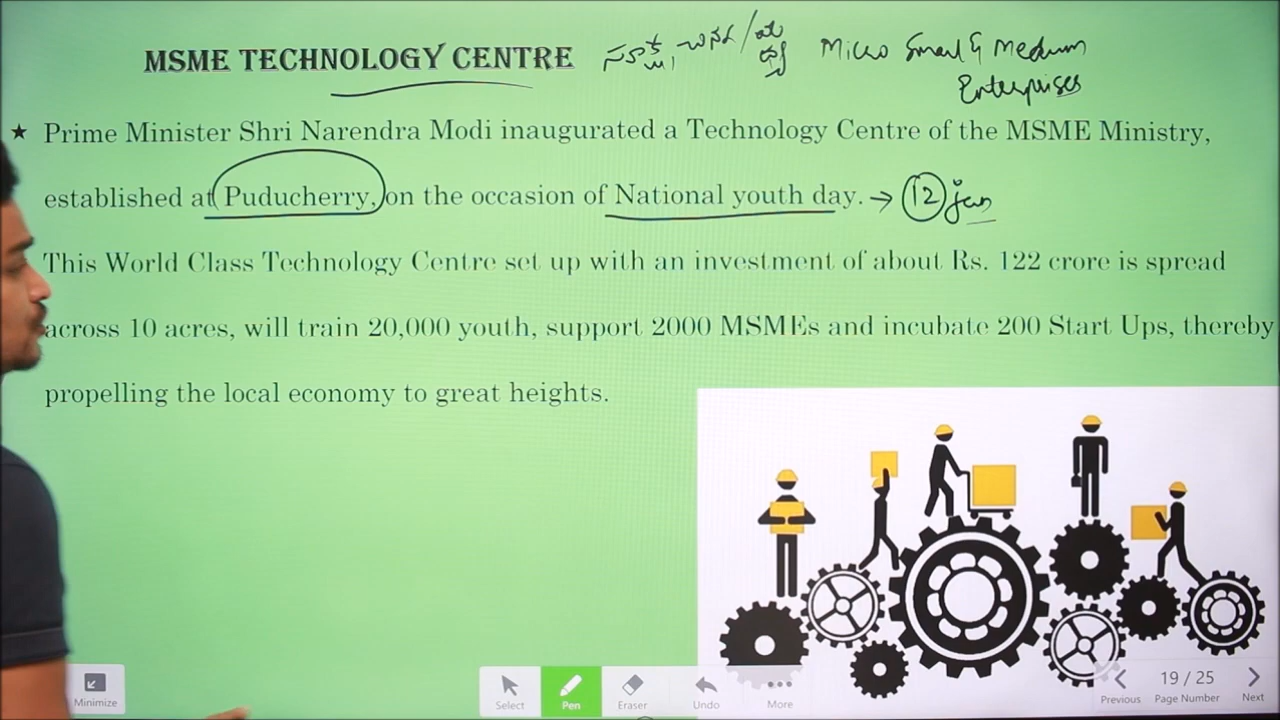 MSME TECHNOLOGY CENTRE
Micro Small & Medium
Enterprises
★ Prime Minister Shri Narendra Modi inaugurated a Technology Centre of the MSME Ministry,
established at Puducherry, on the occasion of National youth day. → 12 jan
This World Class Technology Centre set up with an investment of about Rs. 122 crore is spread
across 10 acres, will train 20,000 youth, support 2000 MSMEs and incubate 200 Start Ups, thereby
propelling the local economy to great heights.
Minimize
Select Pen Eraser Undo More
Previous 19 / 25 Page Number Next